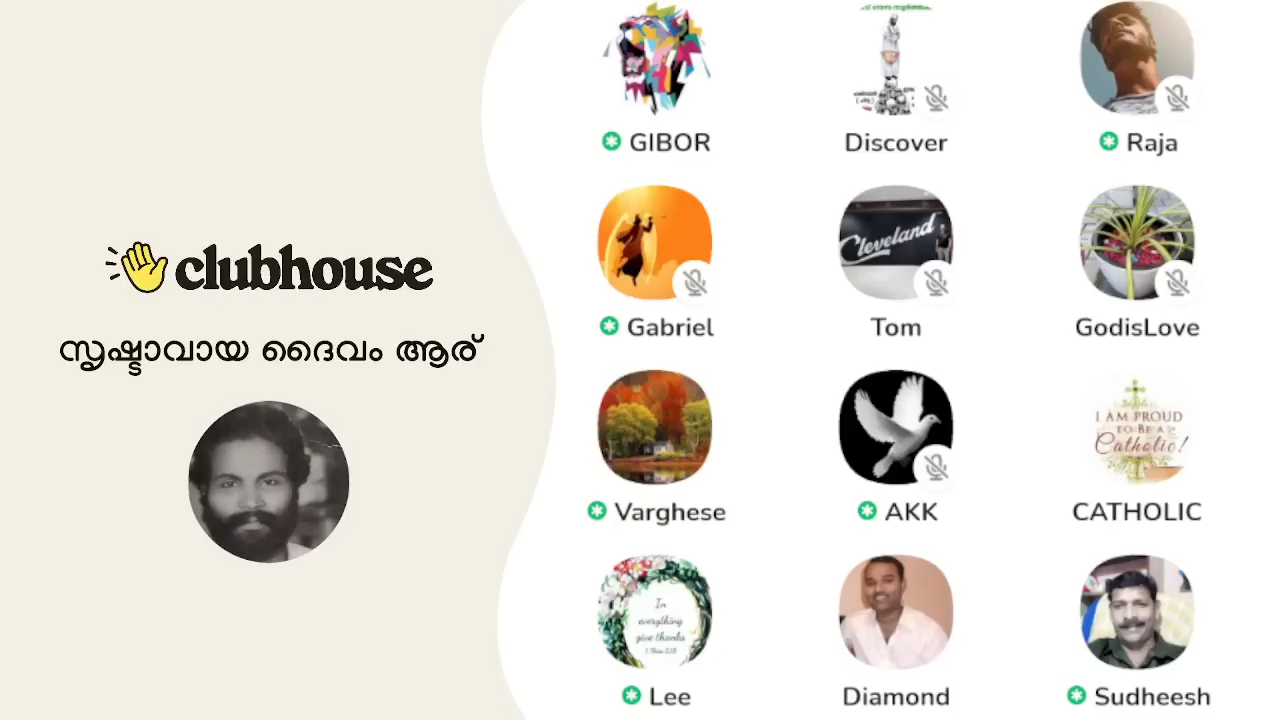 clubhouse
സൃഷ്ടാവായ ദൈവം ആര്
GIBOR
Discover
Raja
Cleveland
Gabriel
Tom
GodisLove
I AM PROUD
TO BE A
Catholic!
Varghese
AKK
CATHOLIC
In
everything
give thanks
Lee
Diamond
Sudheesh